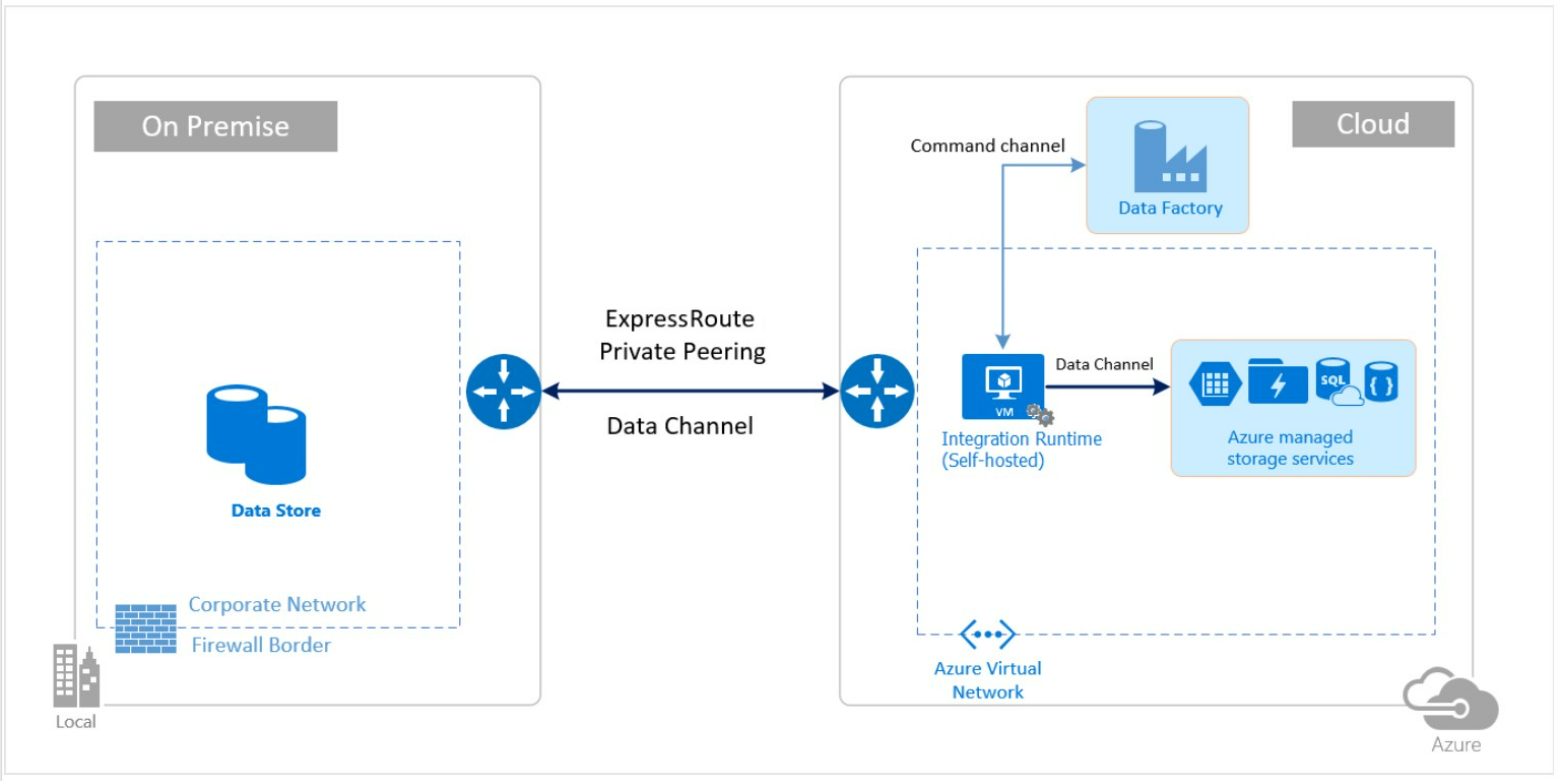 On Premise
Cloud
Command channel
Data Factory
ExpressRoute
Private Peering
Data Channel
Data Channel
SQL
{ }
VM
Integration Runtime
(Self-hosted)
Azure managed
storage services
Data Store
Corporate Network
Firewall Border
Local
Azure Virtual
Network
Azure